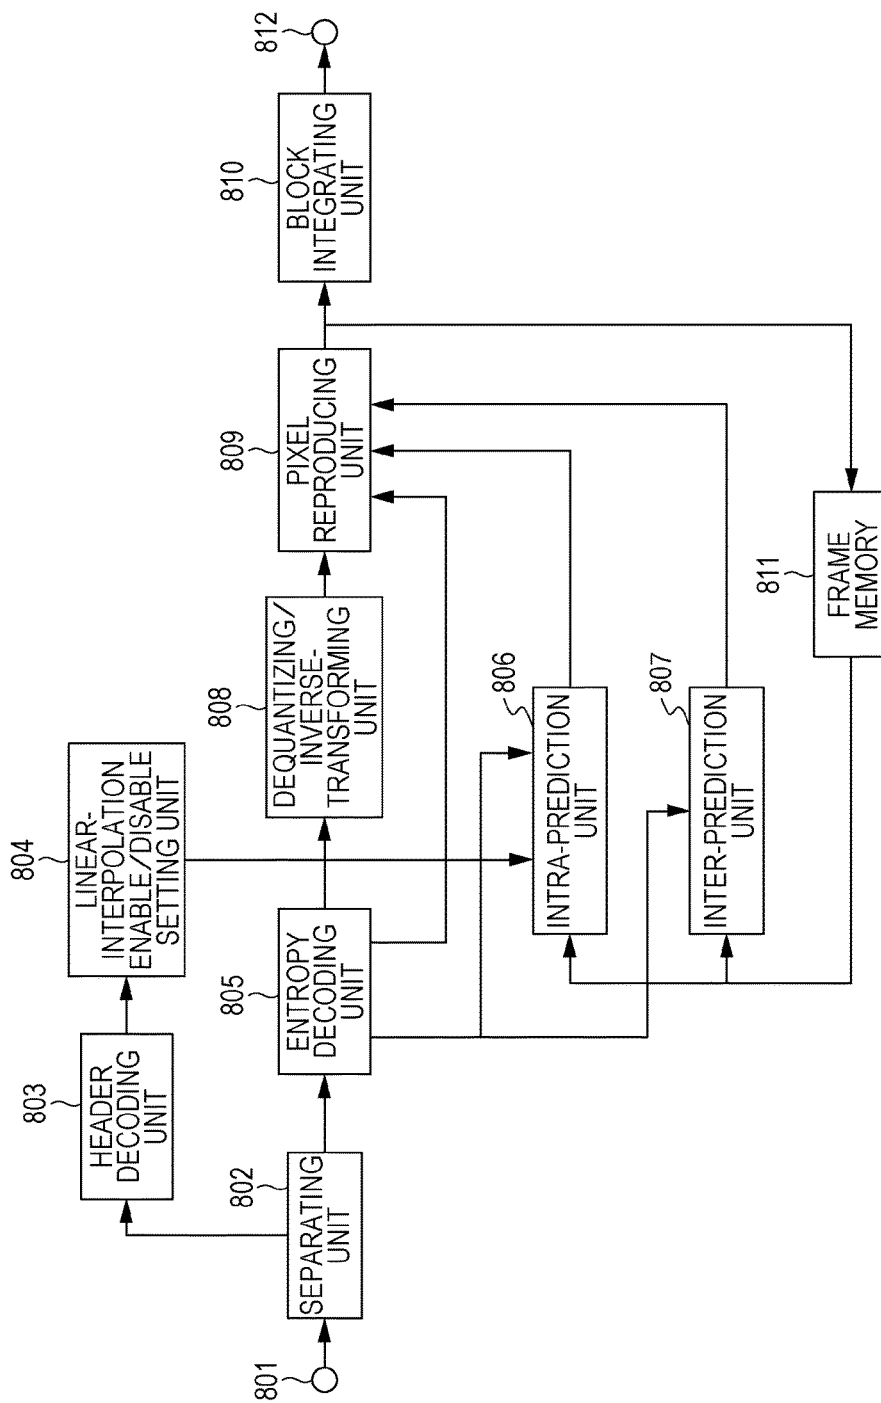 801
SEPARATING
UNIT
802
HEADER
DECODING
UNIT
803
LINEAR-
INTERPOLATION
ENABLE/DISABLE
SETTING UNIT
804
ENTROPY
DECODING
UNIT
805
DEQUANTIZING/
INVERSE-
TRANSFORMING
UNIT
808
PIXEL
REPRODUCING
UNIT
809
BLOCK
INTEGRATING
UNIT
810
812
INTRA-PREDICTION
UNIT
806
INTER-PREDICTION
UNIT
807
FRAME
MEMORY
811